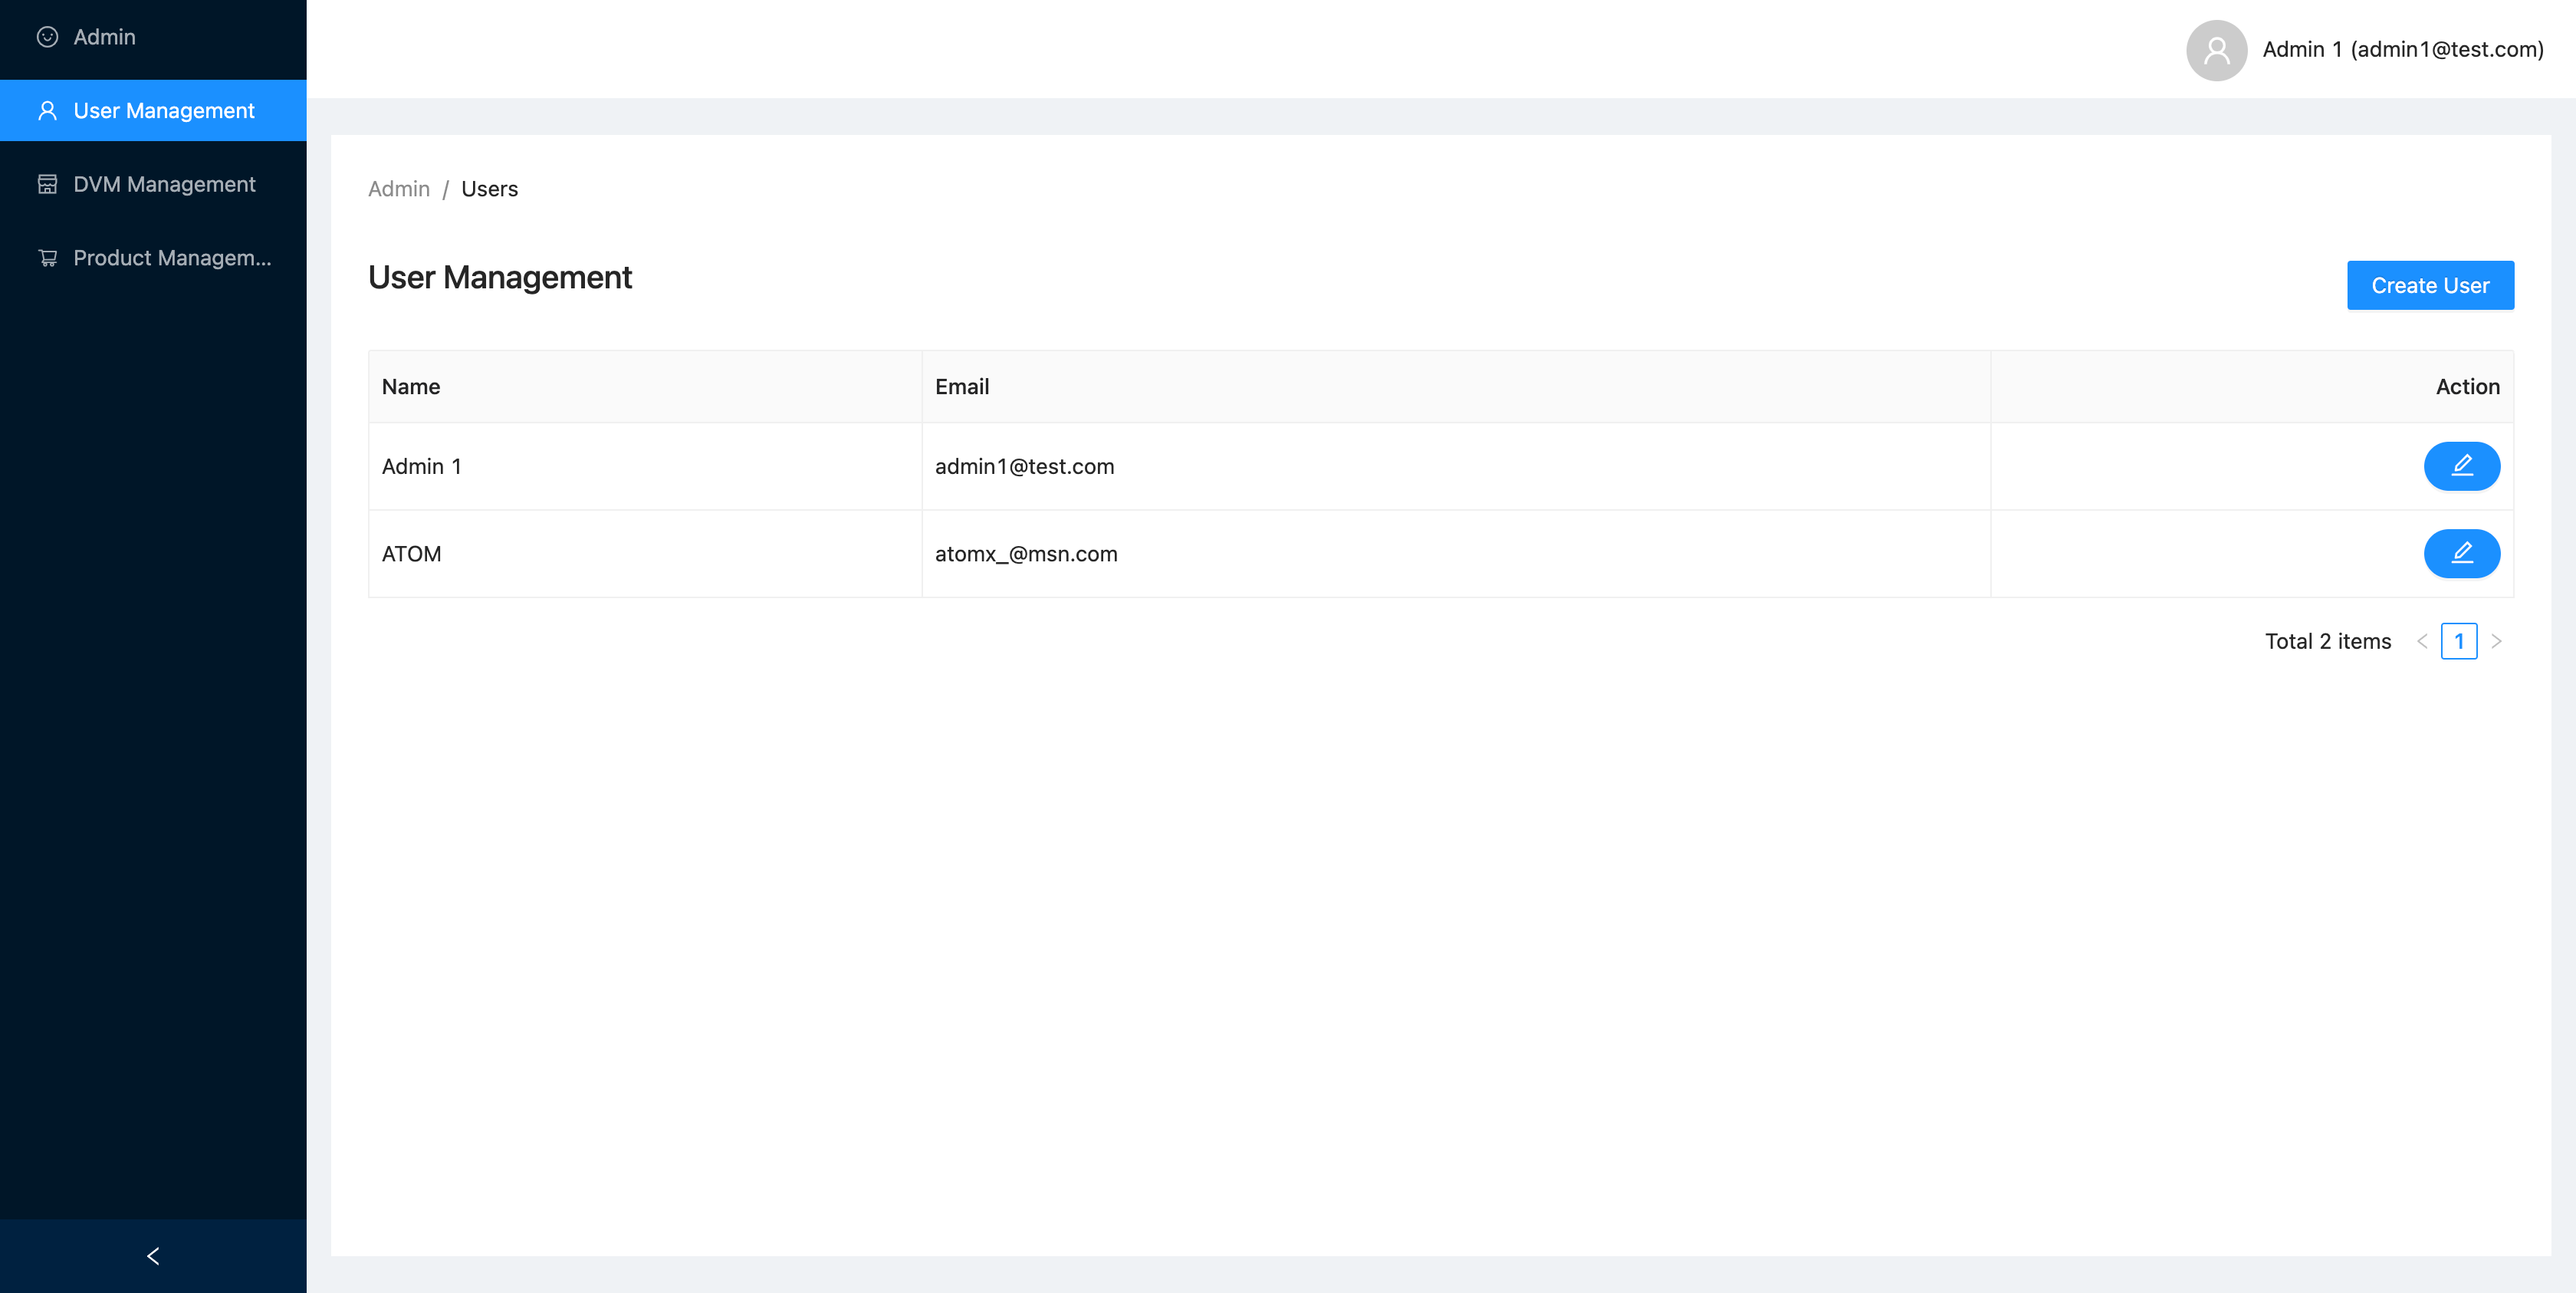 Admin
User Management
DVM Management
Product Managem...
Admin 1 (admin1@test.com)
Admin / Users
User Management
Create User
Name Email Action
Admin 1 admin1@test.com
ATOM atomx_@msn.com
Total 2 items < 1 >